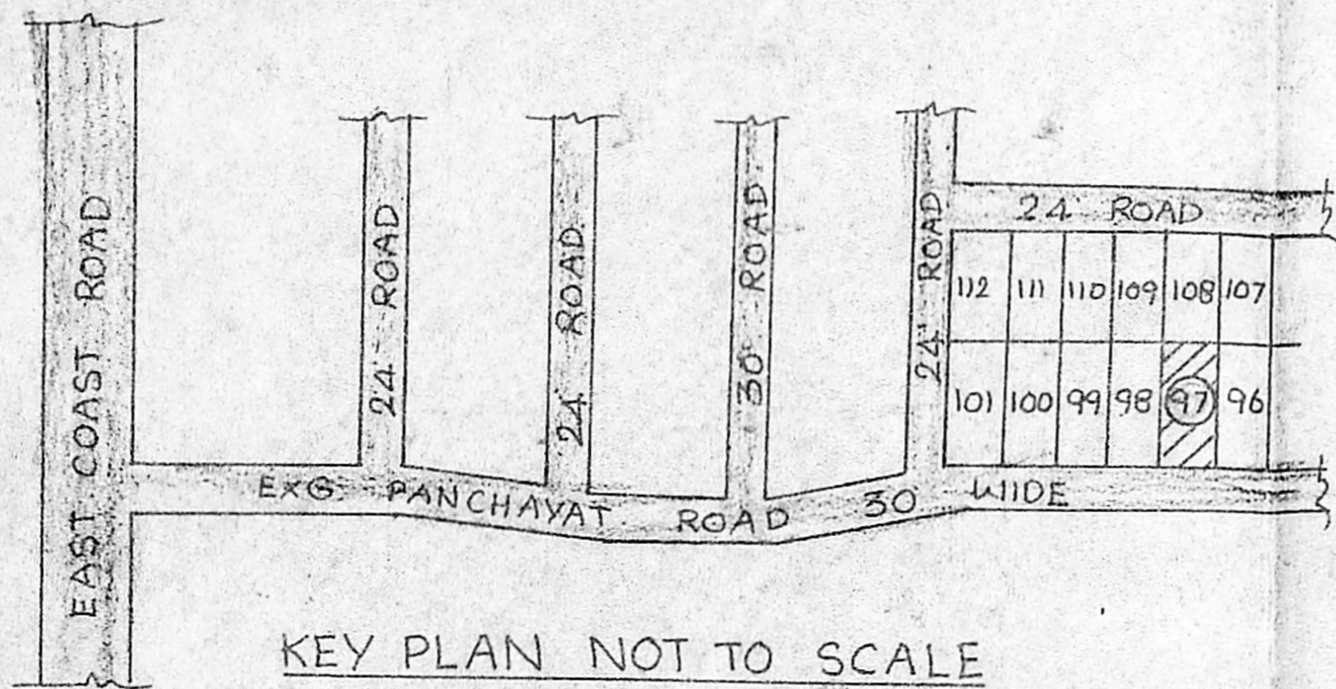 EAST COAST ROAD
24' ROAD
24' ROAD
30' ROAD
24' ROAD
24' ROAD
112 111 110 109 108 107
101 100 99 98 97 96
EXG. PANCHAYAT ROAD 30 WIDE
KEY PLAN NOT TO SCALE